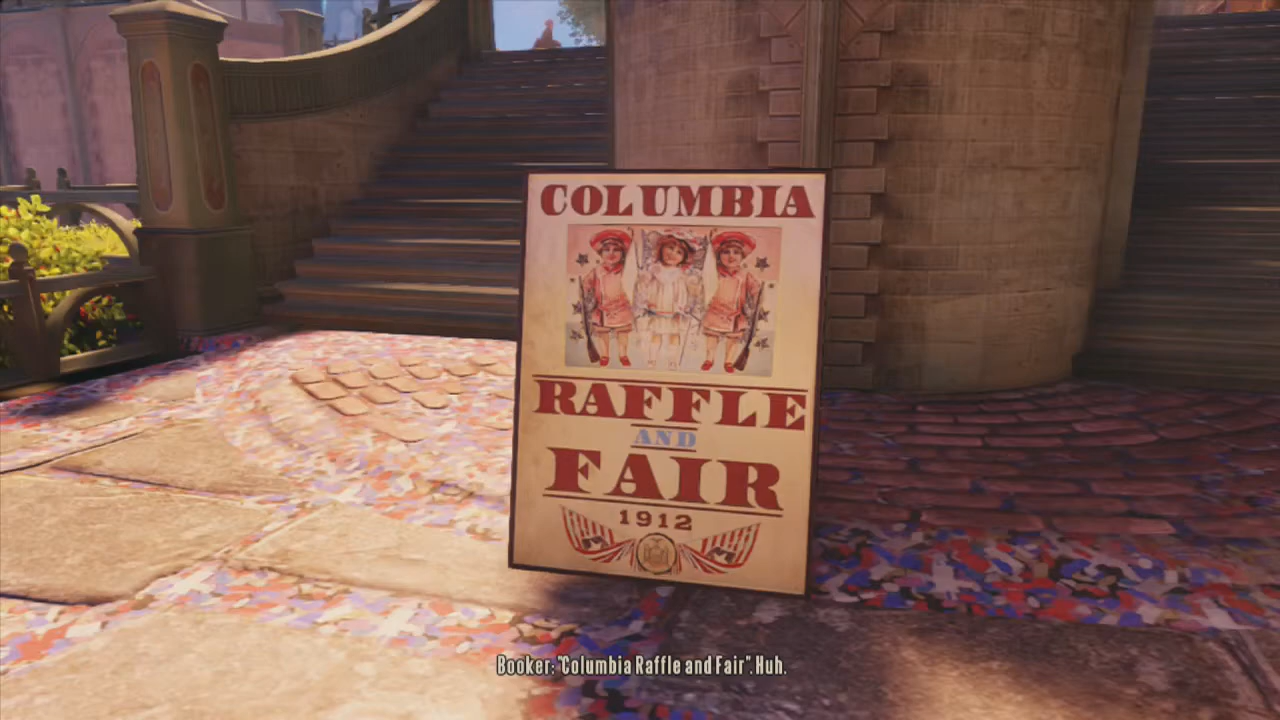 COLUMBIA
RAFFLE
AND
FAIR
1912
Booker: "Columbia Raffle and Fair". Huh.